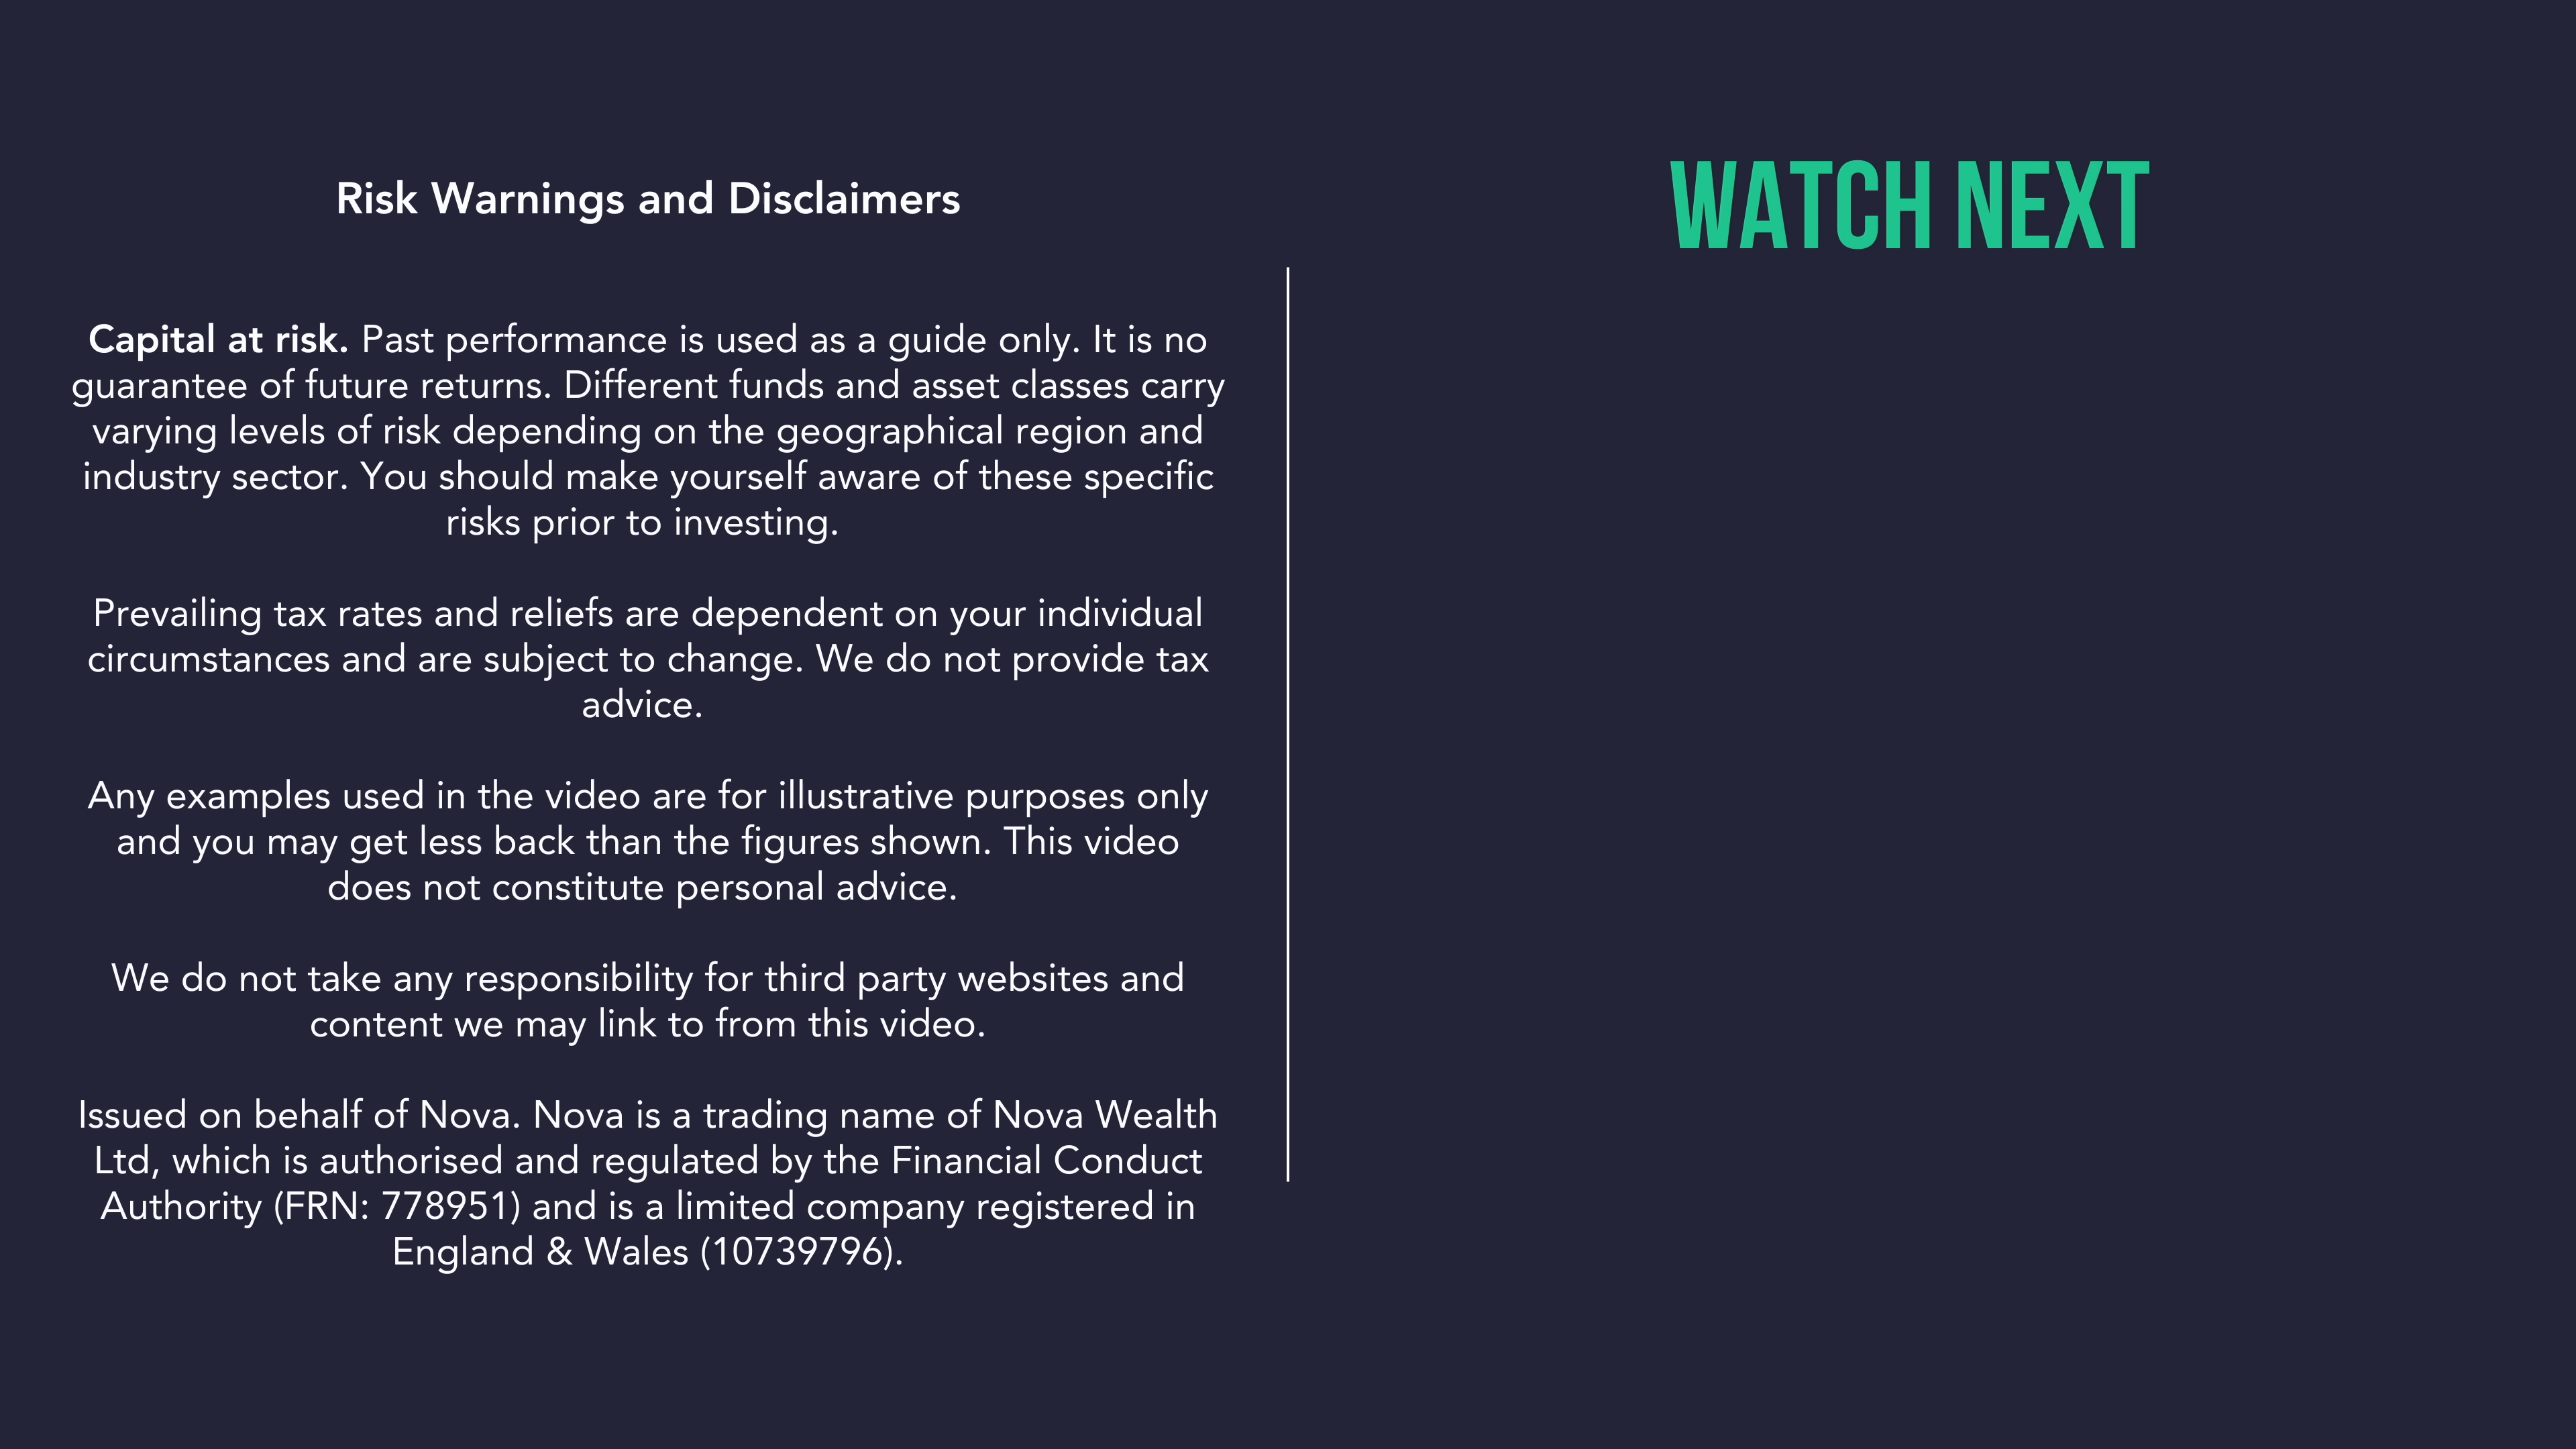 Risk Warnings and Disclaimers
Capital at risk. Past performance is used as a guide only. It is no
guarantee of future returns. Different funds and asset classes carry
varying levels of risk depending on the geographical region and
industry sector. You should make yourself aware of these specific
risks prior to investing.
Prevailing tax rates and reliefs are dependent on your individual
circumstances and are subject to change. We do not provide tax
advice.
Any examples used in the video are for illustrative purposes only
and you may get less back than the figures shown. This video
does not constitute personal advice.
We do not take any responsibility for third party websites and
content we may link to from this video.
Issued on behalf of Nova. Nova is a trading name of Nova Wealth
Ltd, which is authorised and regulated by the Financial Conduct
Authority (FRN: 778951) and is a limited company registered in
England & Wales (10739796).
WATCH NEXT